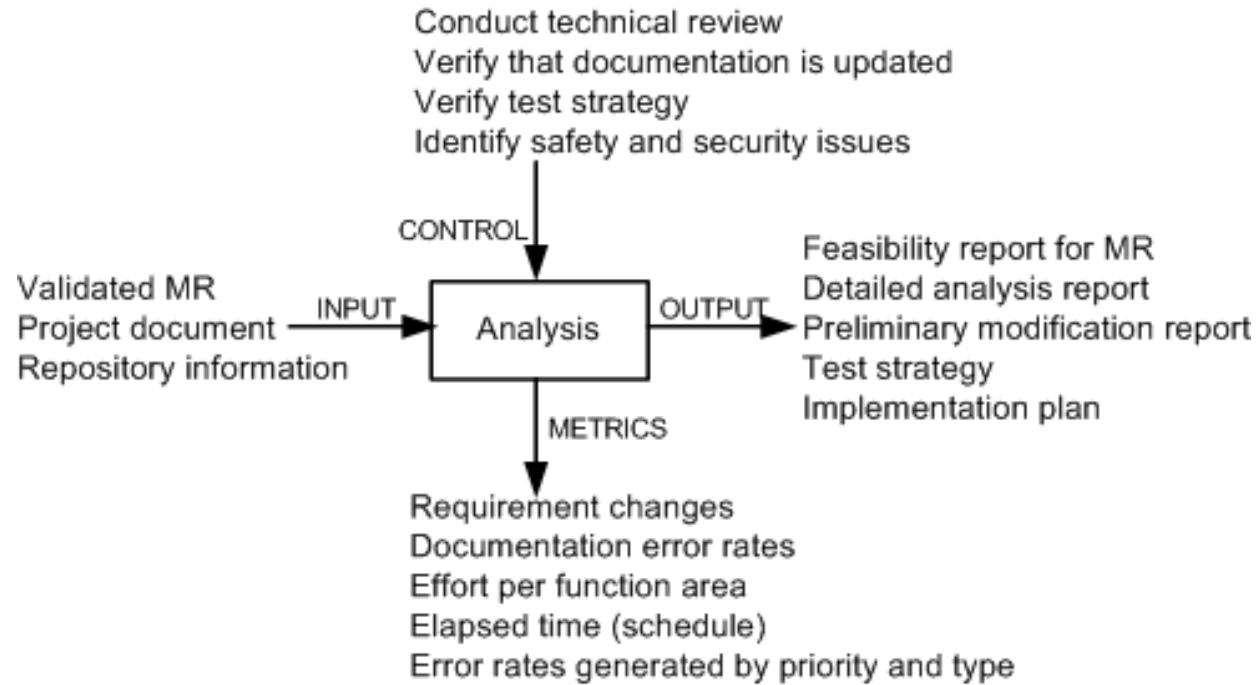 Conduct technical review
Verify that documentation is updated
Verify test strategy
Identify safety and security issues
CONTROL
Validated MR
Project document
Repository information
INPUT
Analysis
OUTPUT
Feasibility report for MR
Detailed analysis report
Preliminary modification report
Test strategy
Implementation plan
METRICS
Requirement changes
Documentation error rates
Effort per function area
Elapsed time (schedule)
Error rates generated by priority and type